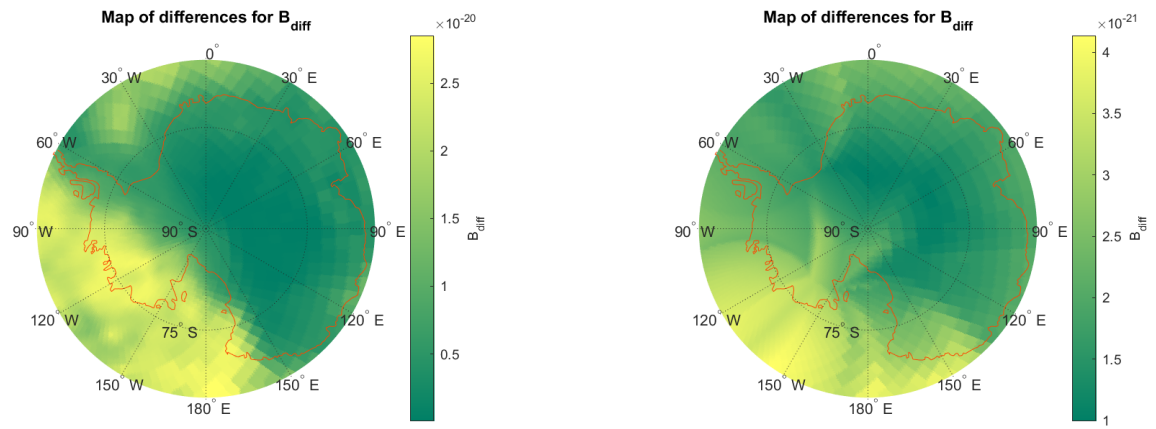 Map of differences for B_diff
×10^-20
0°
30° W
30° E
60° W
60° E
90° W
90° S
90° E
120° W
75° S
120° E
150° W
150° E
180° E
2.5
2
1.5
1
0.5
B_diff
Map of differences for B_diff
×10^-21
0°
30° W
30° E
60° W
60° E
90° W
90° S
90° E
120° W
75° S
120° E
150° W
150° E
180° E
4
3.5
3
2.5
2
1.5
1
B_diff